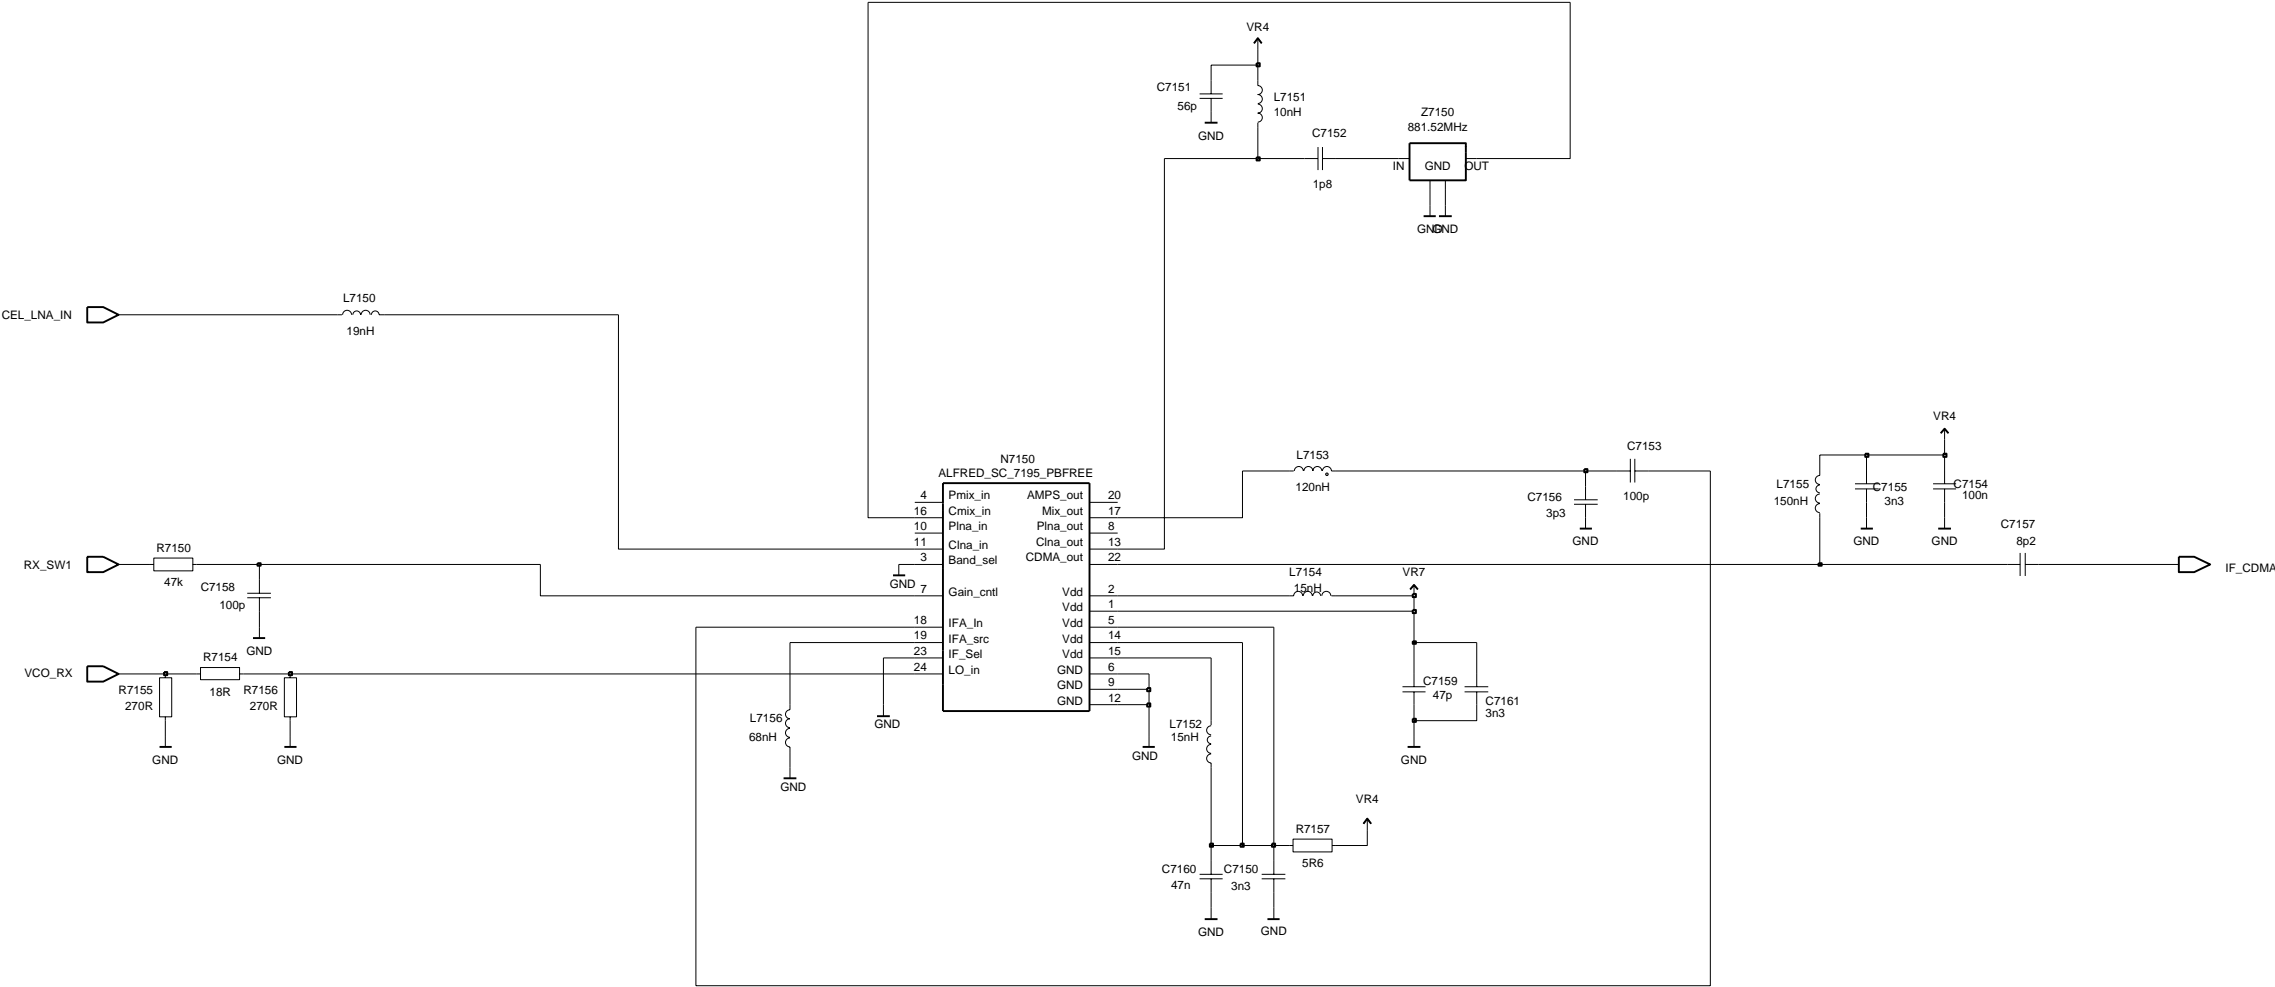 VR4
C7151
56p
GND
L7151
10nH
C7152
1p8
Z7150
881.52MHz
IN
GND
OUT
GND
GND
CEL_LNA_IN
L7150
19nH
RX_SW1
R7150
47k
C7158
100p
GND
VCO_RX
R7155
270R
GND
R7154
18R
R7156
270R
GND
L7156
68nH
GND
GND
GND
N7150
ALFRED_SC_7195_PBFREE
4 Pmix_in AMPS_out 20
16 Cmix_in Mix_out 17
10 Plna_in Plna_out 8
11 Clna_in Clna_out 13
3 Band_sel CDMA_out 22
7 Gain_cntl Vdd 2
Vdd 1
18 IFA_In Vdd 5
19 IFA_src Vdd 14
23 IF_Sel Vdd 15
24 LO_in GND 6
GND 9
GND 12
GND
L7153
120nH
C7156
3p3
GND
C7153
100p
L7154
15nH
VR7
C7159
47p
C7161
3n3
GND
L7152
15nH
VR4
R7157
5R6
C7160
47n
GND
C7150
3n3
GND
VR4
L7155
150nH
C7155
3n3
GND
C7154
100n
GND
C7157
8p2
IF_CDMA